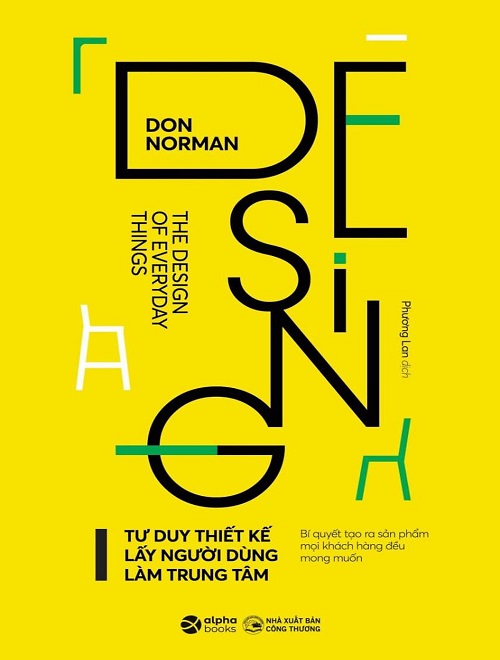 DESiGN
DON
NORMAN
THE DESIGN
OF EVERYDAY
THINGS
Phương Lan dịch
TƯ DUY THIẾT KẾ
LẤY NGƯỜI DÙNG
LÀM TRUNG TÂM
Bí quyết tạo ra sản phẩm
mọi khách hàng đều
mong muốn
alpha
books
NHÀ XUẤT BẢN
CÔNG THƯƠNG